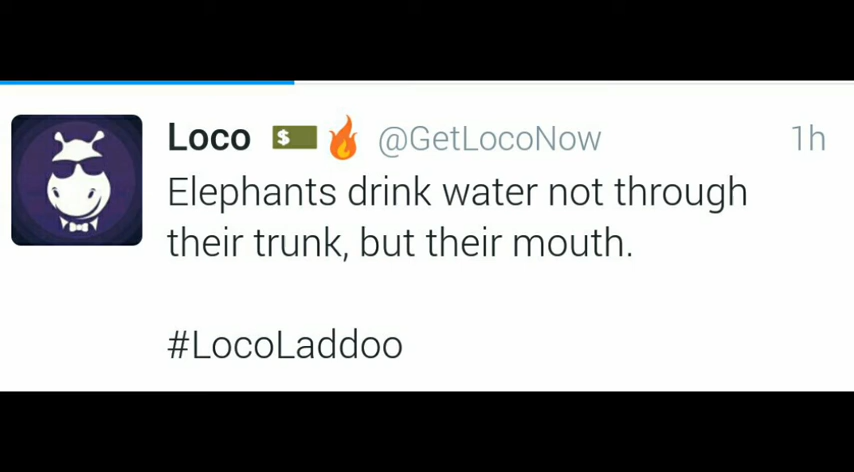 Loco 💵🔥 @GetLocoNow 1h
Elephants drink water not through
their trunk, but their mouth.
#LocoLaddoo